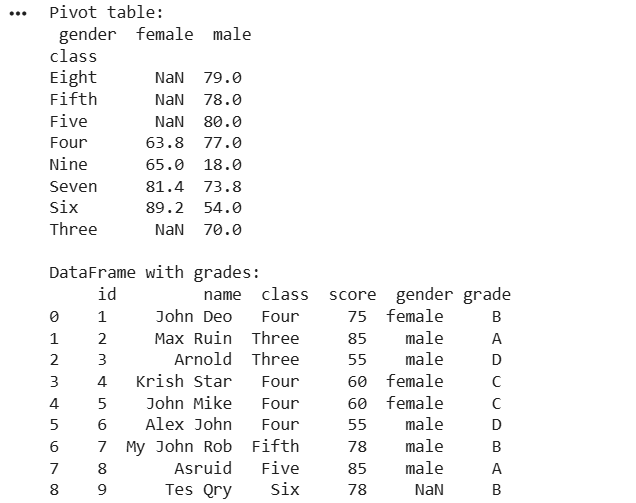 Pivot table:
gender female male
class
Eight NaN 79.0
Fifth NaN 78.0
Five NaN 80.0
Four 63.8 77.0
Nine 65.0 18.0
Seven 81.4 73.8
Six 89.2 54.0
Three NaN 70.0
DataFrame with grades:
id name class score gender grade
0 1 John Deo Four 75 female B
1 2 Max Ruin Three 85 male A
2 3 Arnold Three 55 male D
3 4 Krish Star Four 60 female C
4 5 John Mike Four 60 female C
5 6 Alex John Four 55 male D
6 7 My John Rob Fifth 78 male B
7 8 Asruid Five 85 male A
8 9 Tes Qry Six 78 NaN B